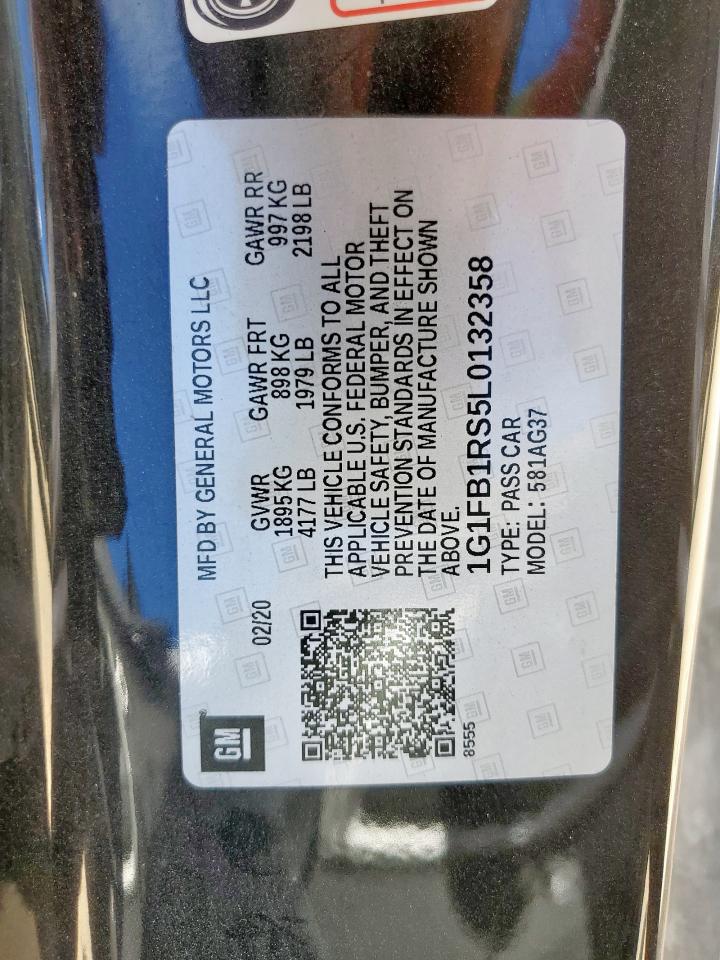 GM
MFD BY GENERAL MOTORS LLC
02/20
GVWR GAWR FRT GAWR RR
1895 KG 898 KG 997 KG
4177 LB 1979 LB 2198 LB
THIS VEHICLE CONFORMS TO ALL
APPLICABLE U.S. FEDERAL MOTOR
VEHICLE SAFETY, BUMPER, AND THEFT
PREVENTION STANDARDS IN EFFECT ON
THE DATE OF MANUFACTURE SHOWN
ABOVE.
1G1FB1RS5L0132358
TYPE: PASS CAR
MODEL: 581AG37
8555